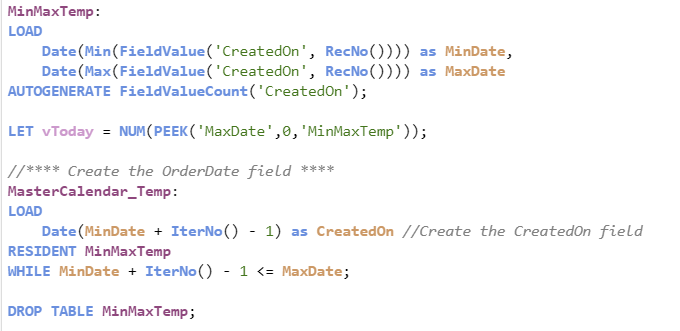 MinMaxTemp:
LOAD
    Date(Min(FieldValue('CreatedOn', RecNo()))) as MinDate,
    Date(Max(FieldValue('CreatedOn', RecNo()))) as MaxDate
AUTOGENERATE FieldValueCount('CreatedOn');
LET vToday = NUM(PEEK('MaxDate',0,'MinMaxTemp'));
//**** Create the OrderDate field ****
MasterCalendar_Temp:
LOAD
    Date(MinDate + IterNo() - 1) as CreatedOn //Create the CreatedOn field
RESIDENT MinMaxTemp
WHILE MinDate + IterNo() - 1 <= MaxDate;
DROP TABLE MinMaxTemp;